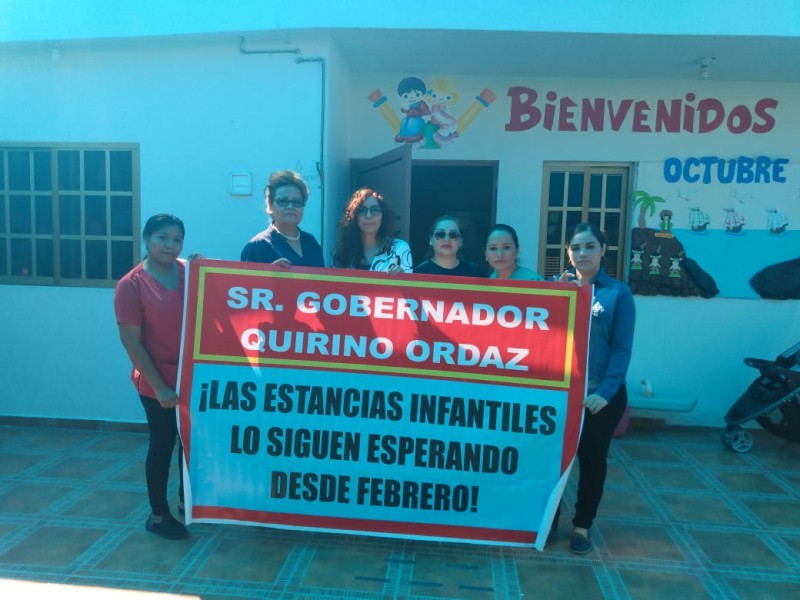 BIENVENIDOS
OCTUBRE
SR. GOBERNADOR
QUIRINO ORDAZ
¡LAS ESTANCIAS INFANTILES
LO SIGUEN ESPERANDO
DESDE FEBRERO!